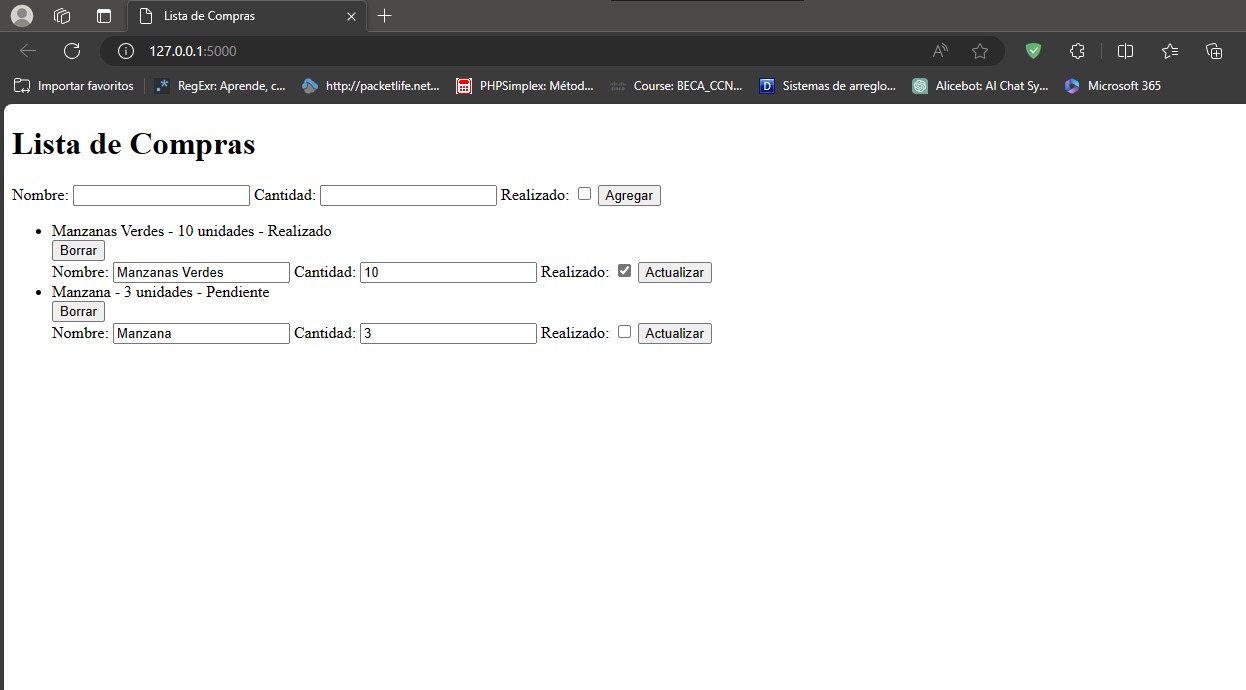 Lista de Compras
127.0.0.1:5000
Importar favoritos RegExr: Aprende, c... http://packetlife.net... PHPSimplex: Métod... Course: BECA_CCN... Sistemas de arreglo... Alicebot: AI Chat Sy... Microsoft 365
Lista de Compras
Nombre: Cantidad: Realizado: Agregar
Manzanas Verdes - 10 unidades - Realizado
Borrar
Nombre: Manzanas Verdes Cantidad: 10 Realizado: Actualizar
Manzana - 3 unidades - Pendiente
Borrar
Nombre: Manzana Cantidad: 3 Realizado: Actualizar